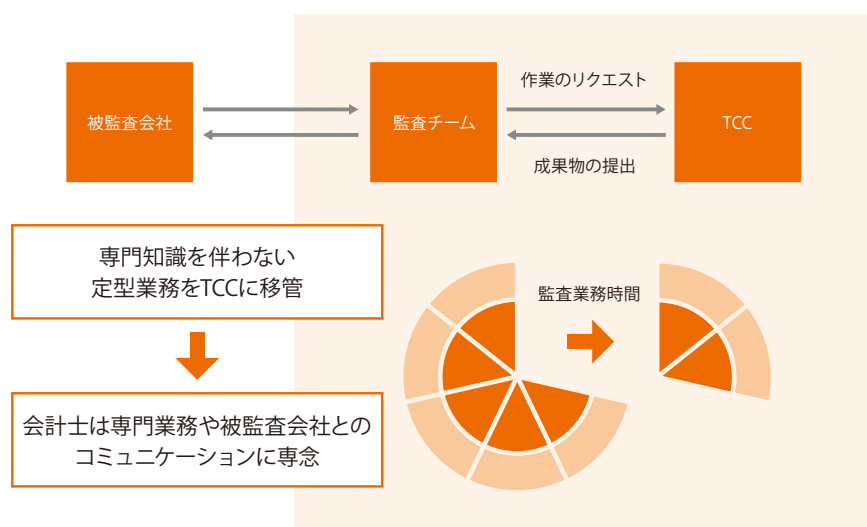 被監査会社
監査チーム
作業のリクエスト
成果物の提出
TCC
専門知識を伴わない
定型業務をTCCに移管
会計士は専門業務や被監査会社との
コミュニケーションに専念
監査業務時間